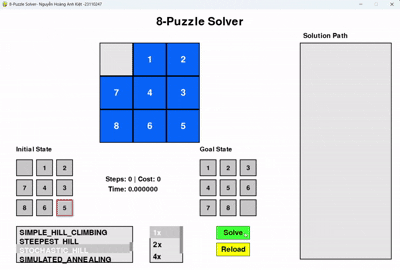 8-Puzzle Solver- Nguyễn Hoàng Anh Kiệt -23110247
8-Puzzle Solver
Solution Path
1 2
7 4 3
8 6 5
Initial State
1 2
7 4 3
8 6 5
Steps: 0 | Cost: 0
Time: 0.000000
Goal State
1 2 3
4 5 6
7 8
SIMPLE_HILL_CLIMBING
STEEPEST_HILL
STOCHASTIC_HILL
SIMULATED_ANNEALING
1x
2x
4x
Solve
Reload